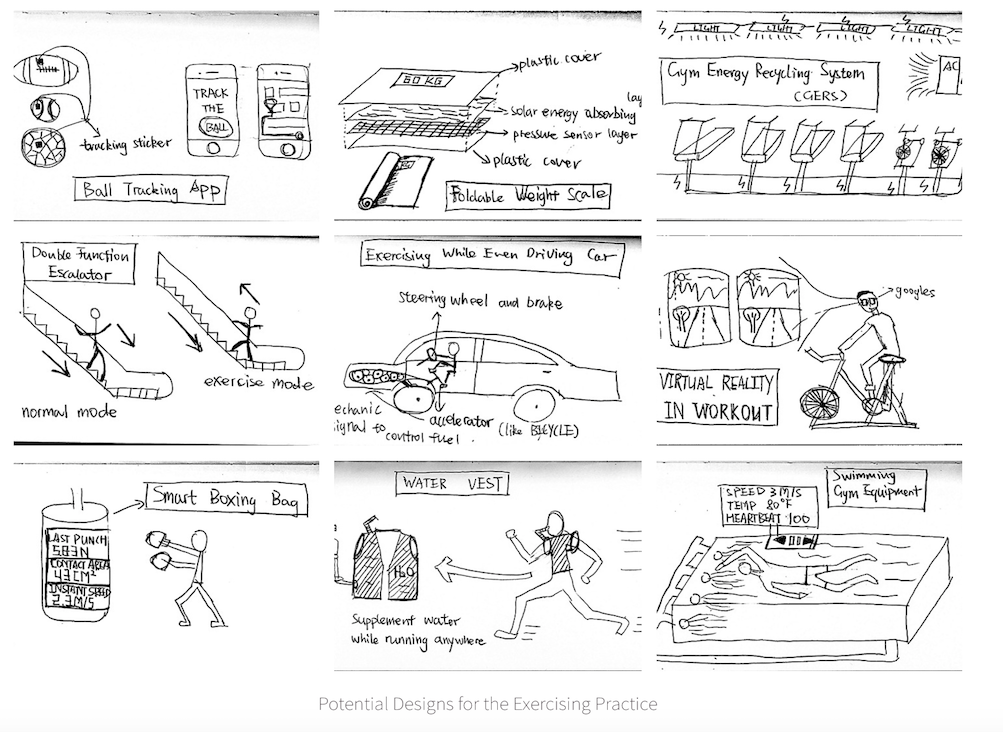 TRACK
THE
BALL
tracking sticker
Ball Tracking App
60 KG
plastic cover
lay
solar energy absorbing
pressure sensor layer
plastic cover
Foldable Weight Scale
LIGHT LIGHT LIGHT LIGHT
Gym Energy Recycling System
(GERS)
AC
Double Function
Escalator
normal mode
exercise mode
Exercising While Even Driving Car
Steering wheel and brake
echanic
ignal to
control fuel
accelerator
(like BICYCLE)
googles
VIRTUAL REALITY
IN WORKOUT
Smart Boxing Bag
LAST PUNCH
583N
CONTACT AREA
43CM²
INSTANT SPEED
2.3M/S
WATER VEST
H2O
Supplement water
while running anywhere
Swimming
Gym Equipment
SPEED 3M/S
TEMP 80°F
HEARTBEAT 100
Potential Designs for the Exercising Practice